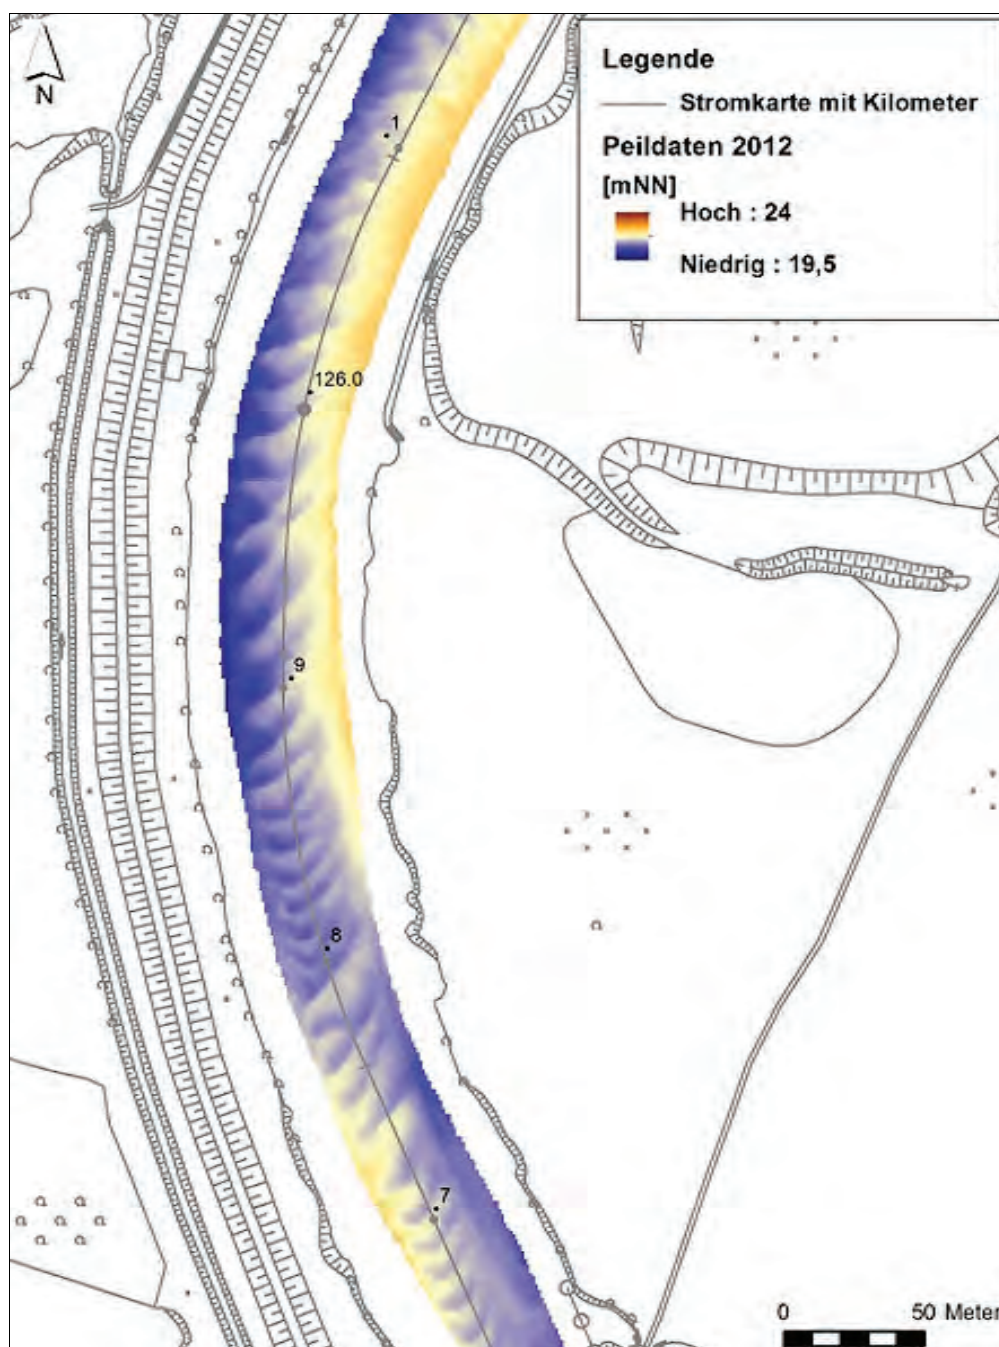 N
Legende
Stromkarte mit Kilometer
Peildaten 2012
[mNN]
Hoch : 24
Niedrig : 19,5
1
126.0
9
8
7
0 50 Meter